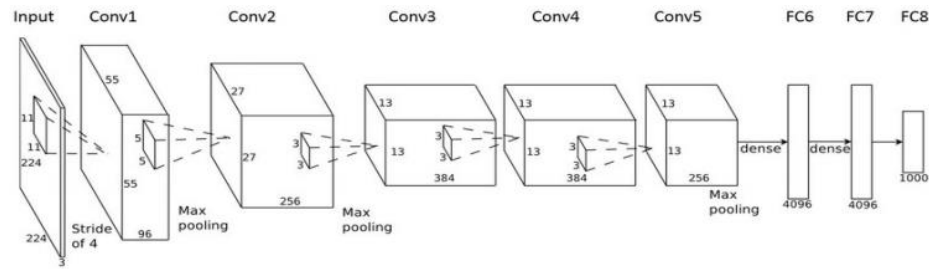 Input Conv1 Conv2 Conv3 Conv4 Conv5 FC6 FC7 FC8
11
11
224
224
3
Stride
of 4
55
55
5
5
96
Max
pooling
27
27
3
3
256
Max
pooling
13
13
3
3
384
13
13
3
3
384
13
13
256
Max
pooling
dense
4096
dense
4096
1000